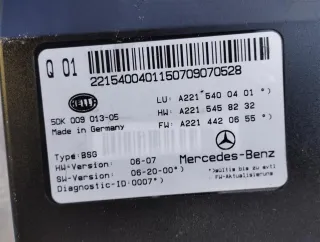 Q 01
2215400401150709070528
HELLA
5DK 009 013-05
Made in Germany
LU: A221 540 04 01 °)
HW: A221 545 82 32
FW: A221 442 06 55 °)
Type: BSG
HW-Version: 06-07
SW-Version: 06-20-00°)
Diagnostic-ID:0007°)
Mercedes-Benz
°)gültig bis zu evtl.
FW-Aktualisierung